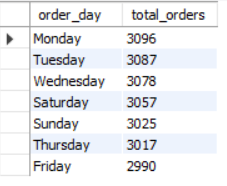 order_day total_orders
Monday 3096
Tuesday 3087
Wednesday 3078
Saturday 3057
Sunday 3025
Thursday 3017
Friday 2990